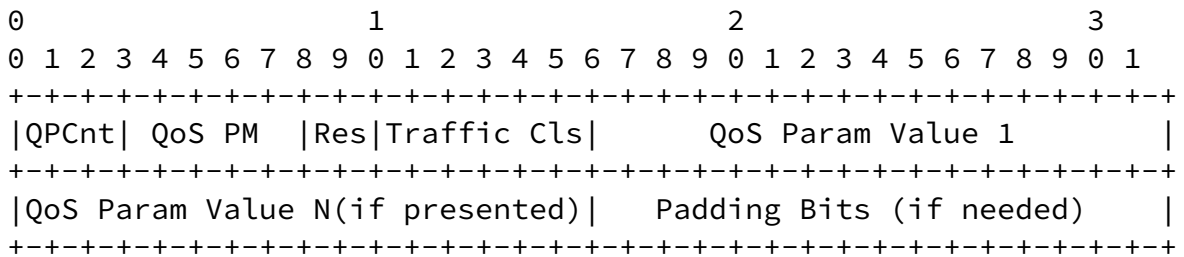 0                   1                   2                   3
0 1 2 3 4 5 6 7 8 9 0 1 2 3 4 5 6 7 8 9 0 1 2 3 4 5 6 7 8 9 0 1
+-+-+-+-+-+-+-+-+-+-+-+-+-+-+-+-+-+-+-+-+-+-+-+-+-+-+-+-+-+-+-+-+
|QPCnt| QoS PM  |Res|Traffic Cls|      QoS Param Value 1        |
+-+-+-+-+-+-+-+-+-+-+-+-+-+-+-+-+-+-+-+-+-+-+-+-+-+-+-+-+-+-+-+-+
|QoS Param Value N(if presented)|   Padding Bits (if needed)    |
+-+-+-+-+-+-+-+-+-+-+-+-+-+-+-+-+-+-+-+-+-+-+-+-+-+-+-+-+-+-+-+-+